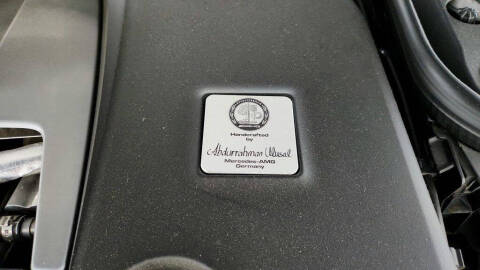 Handcrafted
by
Abdurrahman Ulusal
Mercedes-AMG
Germany